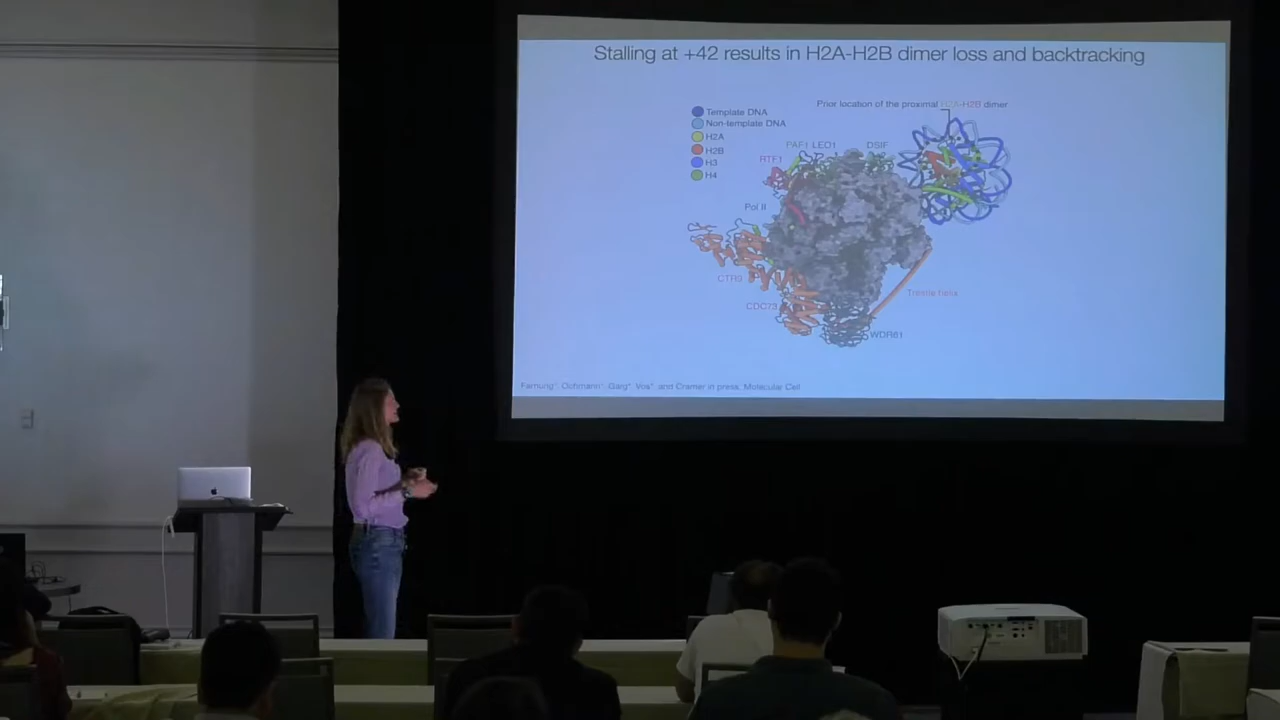 Stalling at +42 results in H2A-H2B dimer loss and backtracking
Prior location of the proximal H2A-H2B dimer
Template DNA
Non-template DNA
H2A
H2B
H3
H4
PAF1 LEO1
DSIF
RTF1
Pol II
CTR9
CDC73
Trestle helix
WDR61
Farnung*, Ochmann*, Garg*, Vos* and Cramer in press, Molecular Cell